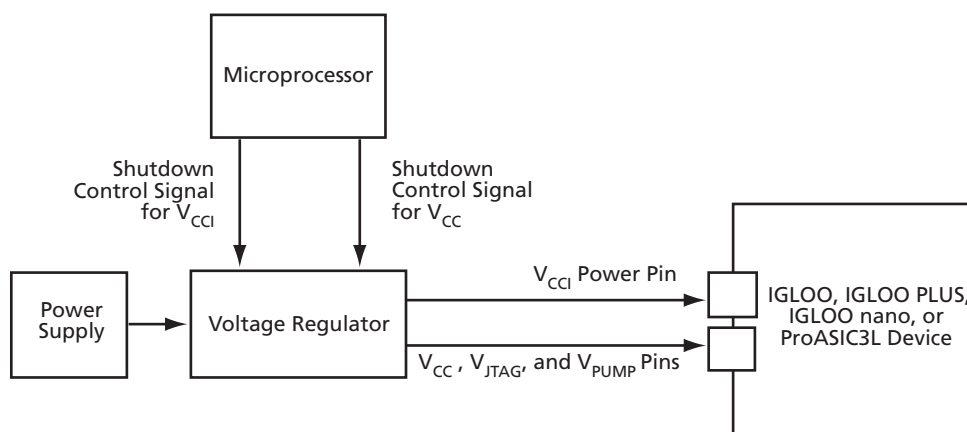 Microprocessor
Shutdown
Control Signal
for VCCI
Shutdown
Control Signal
for VCC
Power
Supply
Voltage Regulator
VCCI Power Pin
VCC , VJTAG, and VPUMP Pins
IGLOO, IGLOO PLUS,
IGLOO nano, or
ProASIC3L Device